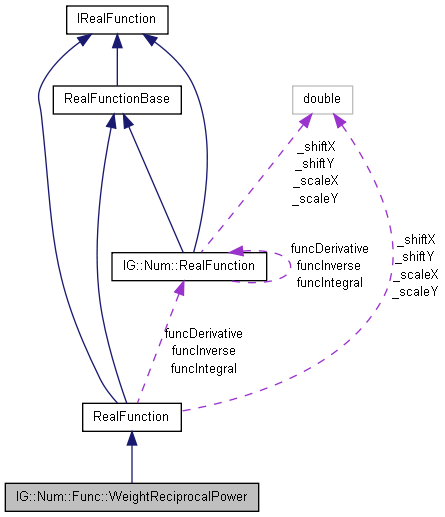 IRealFunction
RealFunctionBase
double
_shiftX
_shiftY
_scaleX
_scaleY
IG::Num::RealFunction
funcDerivative
funcInverse
funcIntegral
_shiftX
_shiftY
_scaleX
_scaleY
funcDerivative
funcInverse
funcIntegral
RealFunction
IG::Num::Func::WeightReciprocalPower